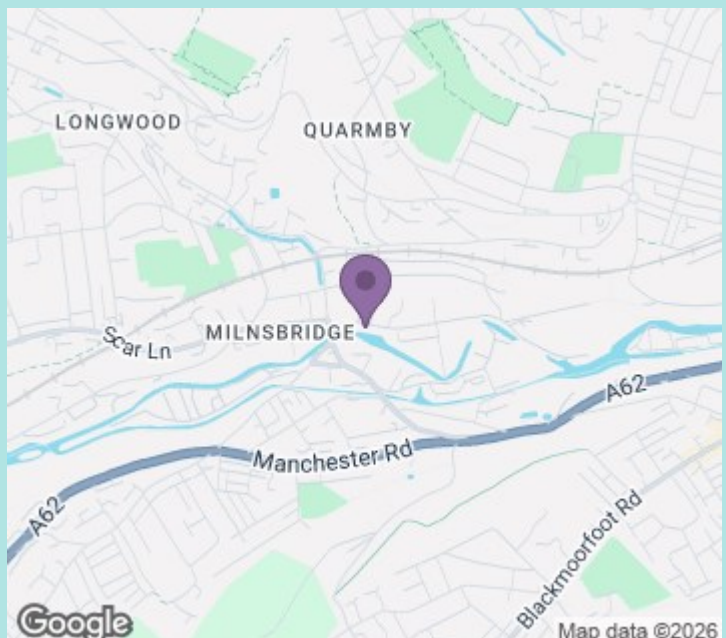 LONGWOOD
QUARMBY
MILNSBRIDGE
Scar Ln
A62
Manchester Rd
A62
Blackmoorfoot Rd
Google
Map data ©2026